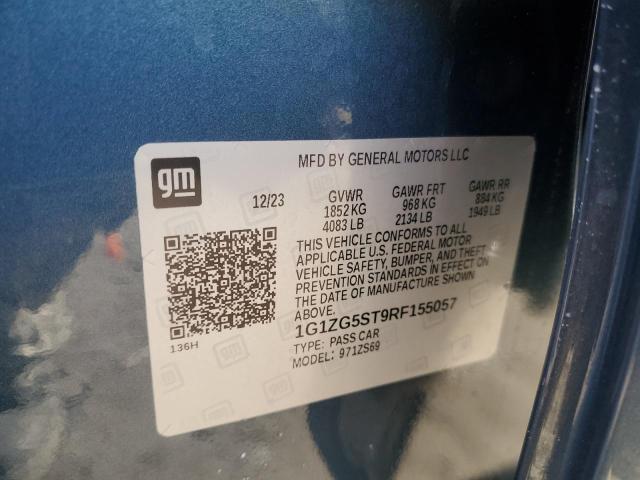 gm
MFD BY GENERAL MOTORS LLC
12/23 GVWR GAWR FRT GAWR RR
1852 KG 968 KG 884 KG
4083 LB 2134 LB 1949 LB
THIS VEHICLE CONFORMS TO ALL
APPLICABLE U.S. FEDERAL MOTOR
VEHICLE SAFETY, BUMPER, AND THEFT
PREVENTION STANDARDS IN EFFECT ON
THE DATE OF MANUFACTURE SHOWN
ABOVE.
1G1ZG5ST9RF155057
TYPE: PASS CAR
MODEL: 971ZS69
136H